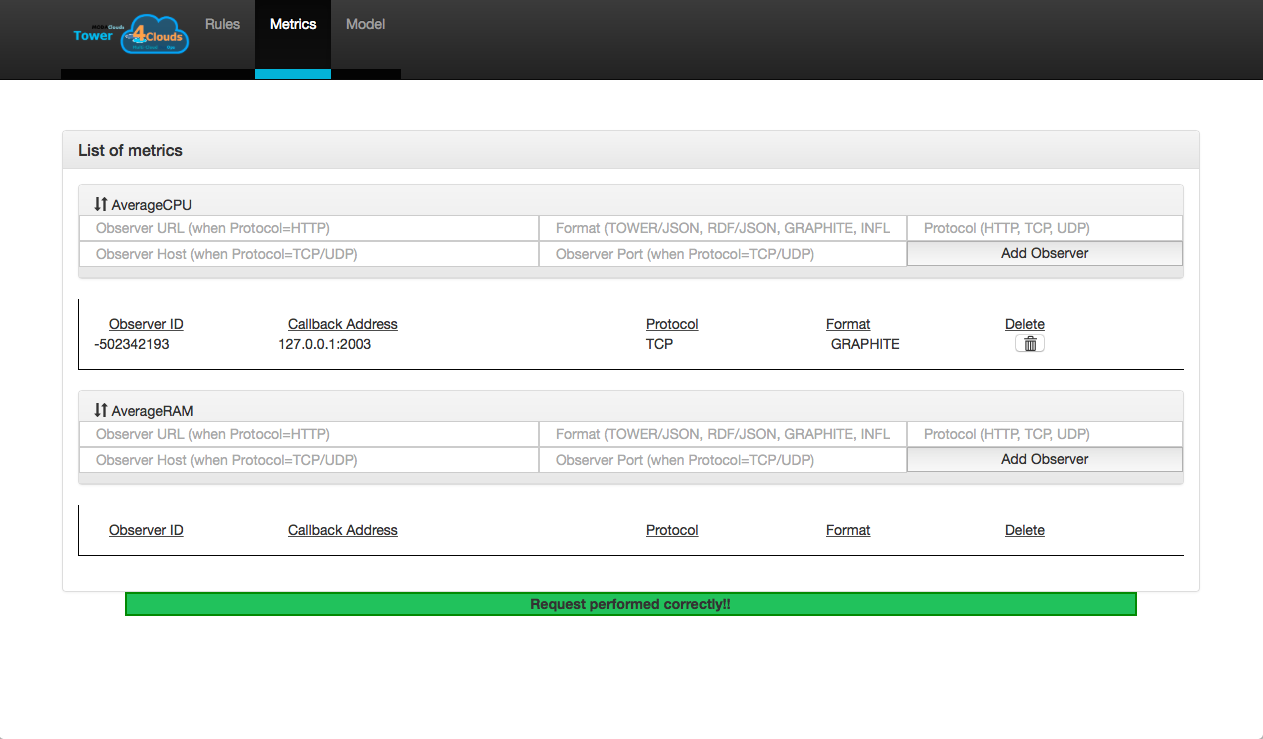 MODAClouds
Tower 4Clouds
Multi-Cloud Ops
Rules Metrics Model
List of metrics
AverageCPU
Observer URL (when Protocol=HTTP) Format (TOWER/JSON, RDF/JSON, GRAPHITE, INFL Protocol (HTTP, TCP, UDP)
Observer Host (when Protocol=TCP/UDP) Observer Port (when Protocol=TCP/UDP) Add Observer
Observer ID Callback Address Protocol Format Delete
-502342193 127.0.0.1:2003 TCP GRAPHITE
AverageRAM
Observer URL (when Protocol=HTTP) Format (TOWER/JSON, RDF/JSON, GRAPHITE, INFL Protocol (HTTP, TCP, UDP)
Observer Host (when Protocol=TCP/UDP) Observer Port (when Protocol=TCP/UDP) Add Observer
Observer ID Callback Address Protocol Format Delete
Request performed correctly!!